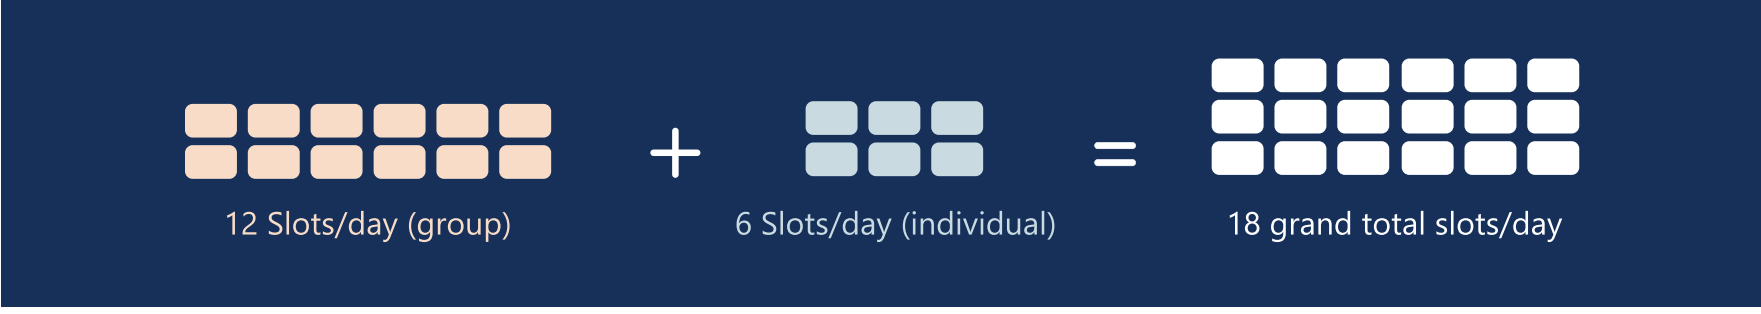 12 Slots/day (group)
+
6 Slots/day (individual)
=
18 grand total slots/day